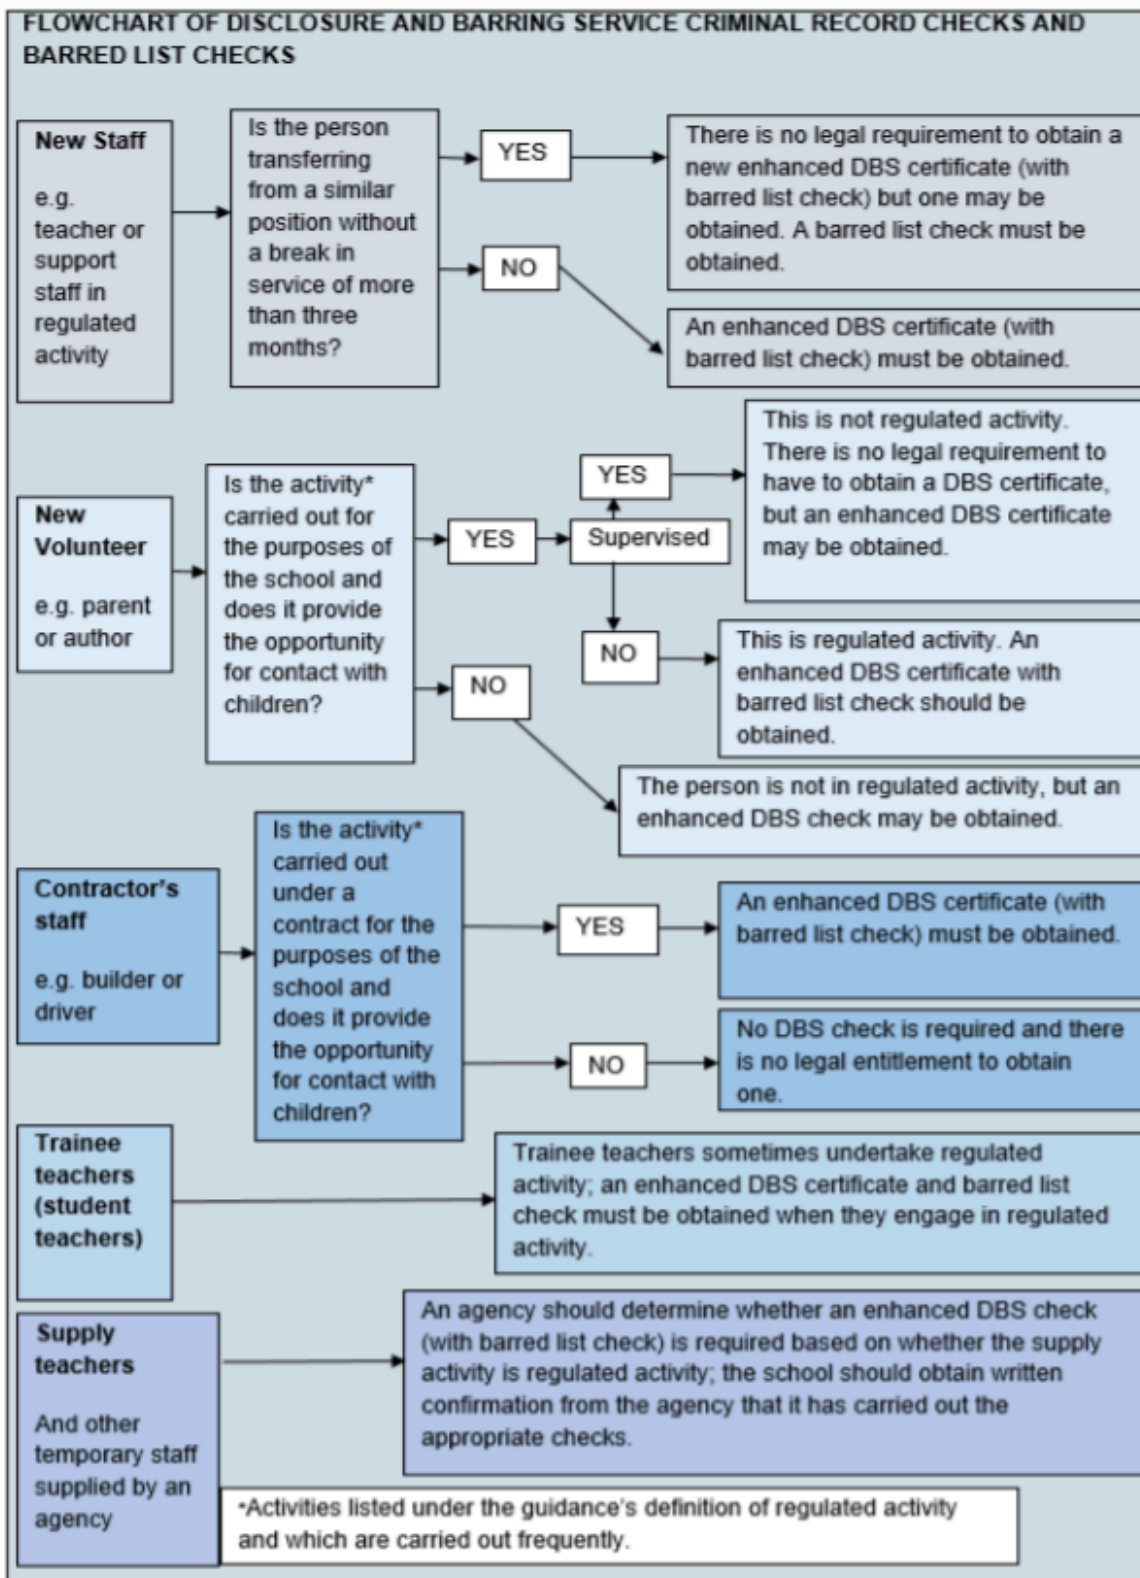 FLOWCHART OF DISCLOSURE AND BARRING SERVICE CRIMINAL RECORD CHECKS AND
BARRED LIST CHECKS
New Staff
e.g.
teacher or
support
staff in
regulated
activity
Is the person
transferring
from a similar
position without
a break in
service of more
than three
months?
YES
There is no legal requirement to obtain a
new enhanced DBS certificate (with
barred list check) but one may be
obtained. A barred list check must be
obtained.
NO
An enhanced DBS certificate (with
barred list check) must be obtained.
New
Volunteer
e.g. parent
or author
Is the activity*
carried out for
the purposes of
the school and
does it provide
the opportunity
for contact with
children?
YES
Supervised
YES
This is not regulated activity.
There is no legal requirement to
have to obtain a DBS certificate,
but an enhanced DBS certificate
may be obtained.
NO
This is regulated activity. An
enhanced DBS certificate with
barred list check should be
obtained.
NO
The person is not in regulated activity, but an
enhanced DBS check may be obtained.
Contractor's
staff
e.g. builder or
driver
Is the activity*
carried out
under a
contract for the
purposes of the
school and
does it provide
the opportunity
for contact with
children?
YES
An enhanced DBS certificate (with
barred list check) must be obtained.
NO
No DBS check is required and there
is no legal entitlement to obtain
one.
Trainee
teachers
(student
teachers)
Trainee teachers sometimes undertake regulated
activity; an enhanced DBS certificate and barred list
check must be obtained when they engage in regulated
activity.
Supply
teachers
And other
temporary staff
supplied by an
agency
An agency should determine whether an enhanced DBS check
(with barred list check) is required based on whether the supply
activity is regulated activity; the school should obtain written
confirmation from the agency that it has carried out the
appropriate checks.
*Activities listed under the guidance's definition of regulated activity
and which are carried out frequently.